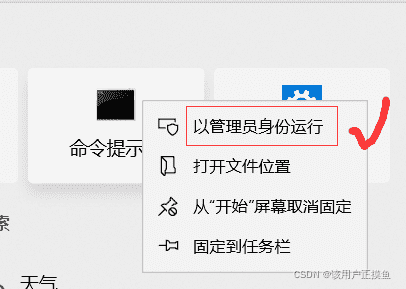 命令提示
以管理员身份运行
打开文件位置
从“开始”屏幕取消固定
固定到任务栏
索
天气
CSDN @该用户正摸鱼